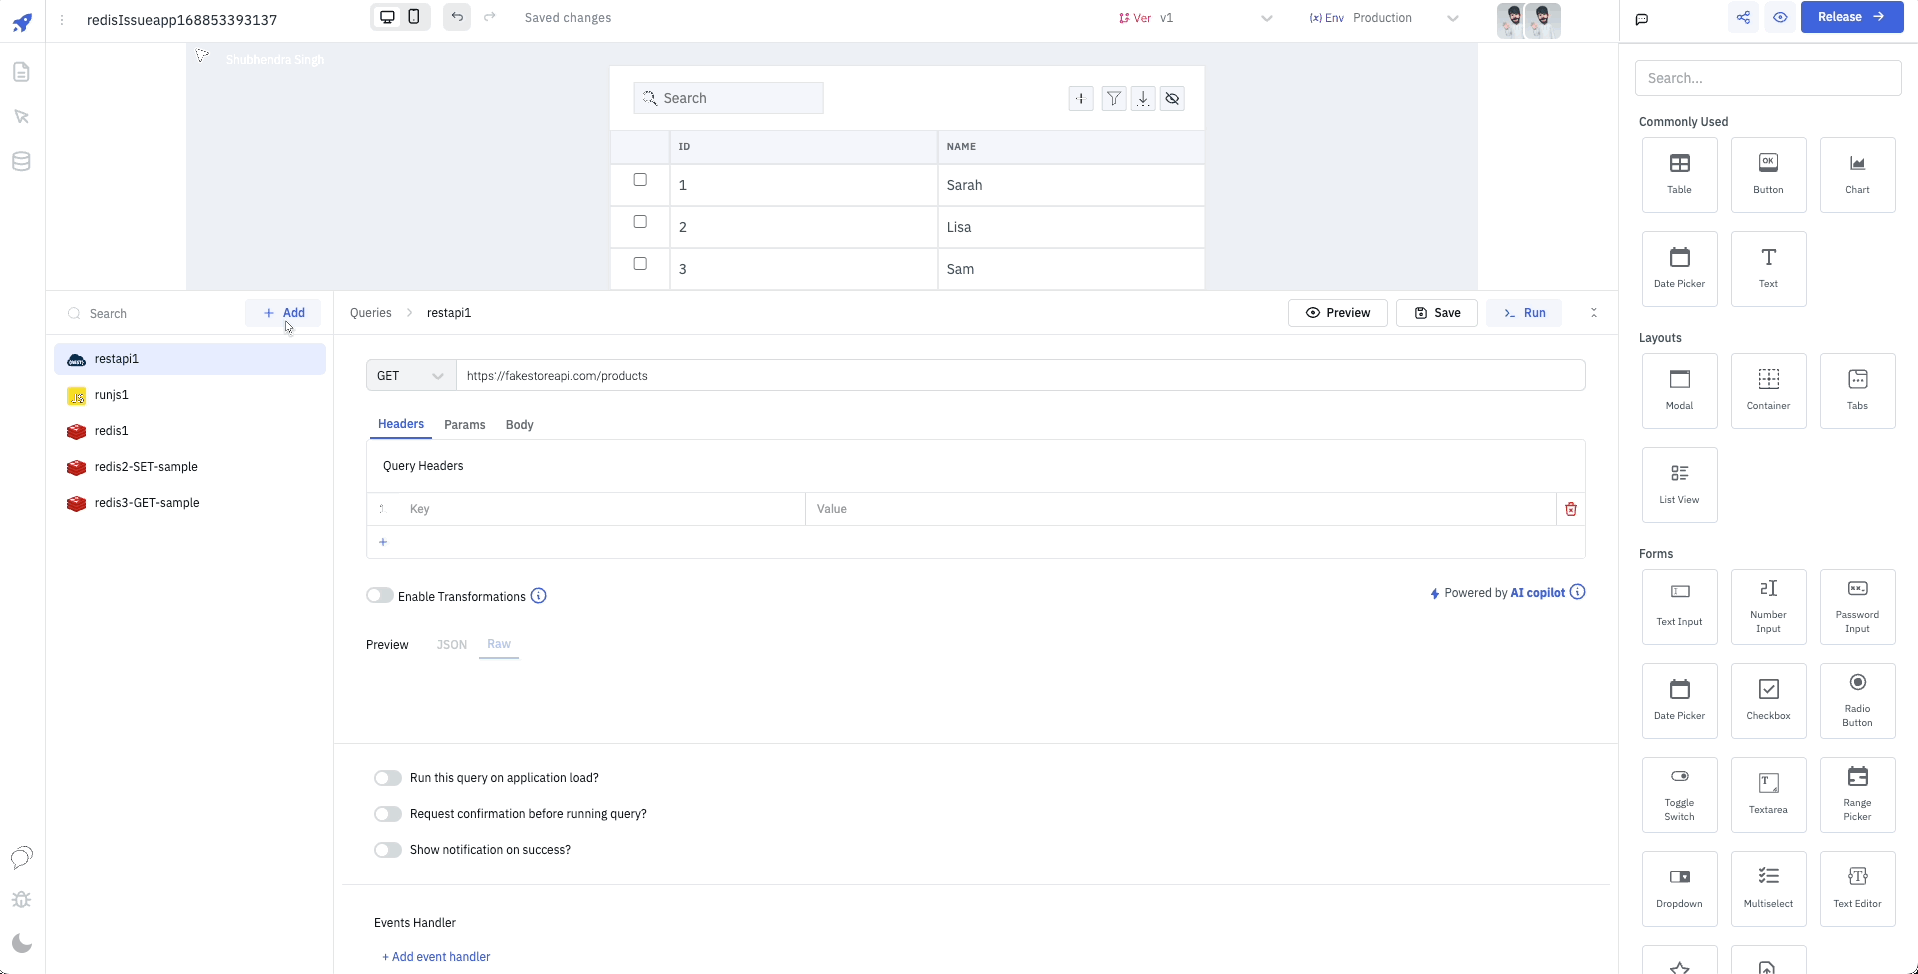 redisIssueapp168853393137
Saved changes
Ver v1
(x) Env Production
Release
Shubhendra Singh
Search
ID NAME
1 Sarah
2 Lisa
3 Sam
Search
+ Add
restapi1
runjs1
redis1
redis2-SET-sample
redis3-GET-sample
Queries > restapi1
Preview
Save
Run
GET https://fakestoreapi.com/products
Headers Params Body
Query Headers
Key Value
+
Enable Transformations
Powered by AI copilot
Preview JSON Raw
Run this query on application load?
Request confirmation before running query?
Show notification on success?
Events Handler
+ Add event handler
Search...
Commonly Used
Table
OK
Button
Chart
Date Picker
Text
Layouts
Modal
Container
Tabs
List View
Forms
Text Input
Number
Input
Password
Input
Date Picker
Checkbox
Radio
Button
Toggle
Switch
Textarea
Range
Picker
Dropdown
Multiselect
Text Editor